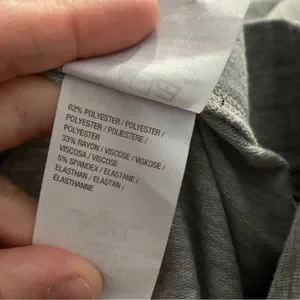 62% POLYESTER / POLYESTER /
POLYESTER / POLIESTERE /
POLYESTER
33% RAYON / VISCOSE / VISKOSE /
VISCOSA / VISCOSE
5% SPANDEX / ELASTANE /
ELASTHAN / ELASTAN /
ELASTHANNE